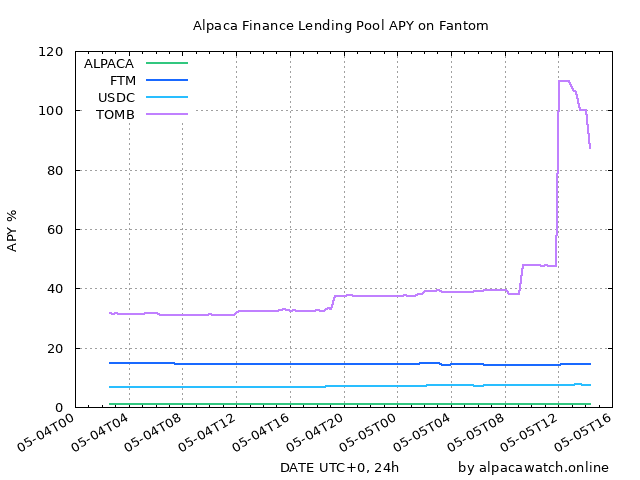 Alpaca Finance Lending Pool APY on Fantom
120
100
80
60
40
20
0
APY %
ALPACA
FTM
USDC
TOMB
05-04T00
05-04T04
05-04T08
05-04T12
05-04T16
05-04T20
05-05T00
05-05T04
05-05T08
05-05T12
05-05T16
DATE UTC+0, 24h
by alpacawatch.online